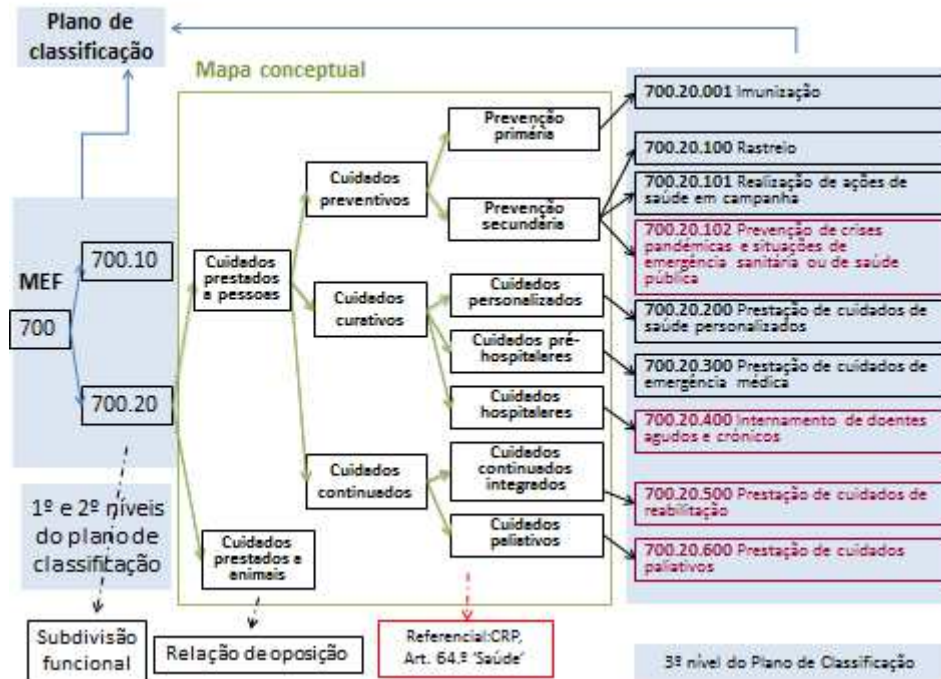 Plano de
classificação
Mapa conceptual
MEF
700
700.10
700.20
1º e 2º níveis
do plano de
classificação
Subdivisão
funcional
Cuidados
prestados
a pessoas
Cuidados
prestados a
animais
Relação de oposição
Cuidados
preventivos
Cuidados
curativos
Cuidados
continuados
Prevenção
primária
Prevenção
secundária
Cuidados
personalizados
Cuidados pré-
hospitalares
Cuidados
hospitalares
Cuidados
continuados
integrados
Cuidados
paliativos
Referencial:CRP,
Art. 64.º 'Saúde'
700.20.001 Imunização
700.20.100 Rastreio
700.20.101 Realização de ações de
saúde em campanha
700.20.102 Prevenção de crises
pandémicas e situações de
emergência sanitária ou de saúde
pública
700.20.200 Prestação de cuidados de
saúde personalizados
700.20.300 Prestação de cuidados de
emergência médica
700.20.400 Internamento de doentes
agudos e crónicos
700.20.500 Prestação de cuidados de
reabilitação
700.20.600 Prestação de cuidados
paliativos
3º nível do Plano de Classificação